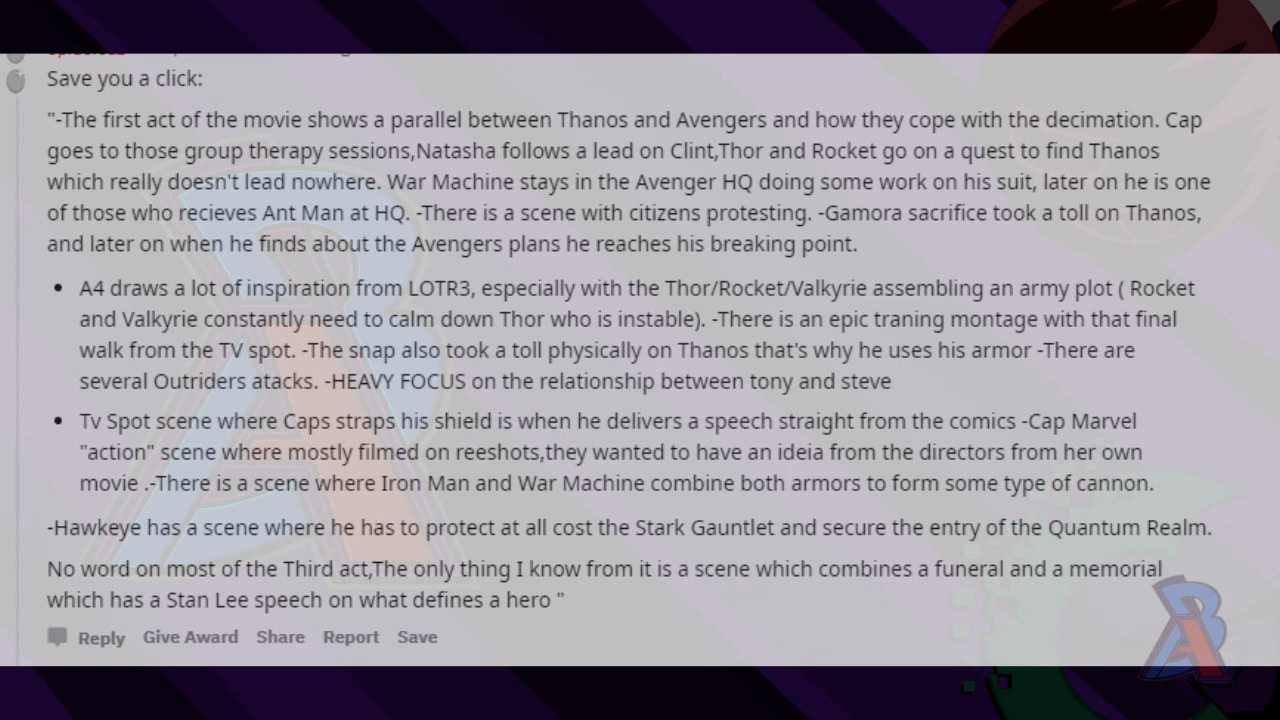 Save you a click:
"-The first act of the movie shows a parallel between Thanos and Avengers and how they cope with the decimation. Cap
goes to those group therapy sessions,Natasha follows a lead on Clint,Thor and Rocket go on a quest to find Thanos
which really doesn't lead nowhere. War Machine stays in the Avenger HQ doing some work on his suit, later on he is one
of those who recieves Ant Man at HQ. -There is a scene with citizens protesting. -Gamora sacrifice took a toll on Thanos,
and later on when he finds about the Avengers plans he reaches his breaking point.
• A4 draws a lot of inspiration from LOTR3, especially with the Thor/Rocket/Valkyrie assembling an army plot ( Rocket
and Valkyrie constantly need to calm down Thor who is instable). -There is an epic traning montage with that final
walk from the TV spot. -The snap also took a toll physically on Thanos that's why he uses his armor -There are
several Outriders atacks. -HEAVY FOCUS on the relationship between tony and steve
• Tv Spot scene where Caps straps his shield is when he delivers a speech straight from the comics -Cap Marvel
"action" scene where mostly filmed on reeshots,they wanted to have an ideia from the directors from her own
movie .-There is a scene where Iron Man and War Machine combine both armors to form some type of cannon.
-Hawkeye has a scene where he has to protect at all cost the Stark Gauntlet and secure the entry of the Quantum Realm.
No word on most of the Third act,The only thing I know from it is a scene which combines a funeral and a memorial
which has a Stan Lee speech on what defines a hero "
Reply Give Award Share Report Save